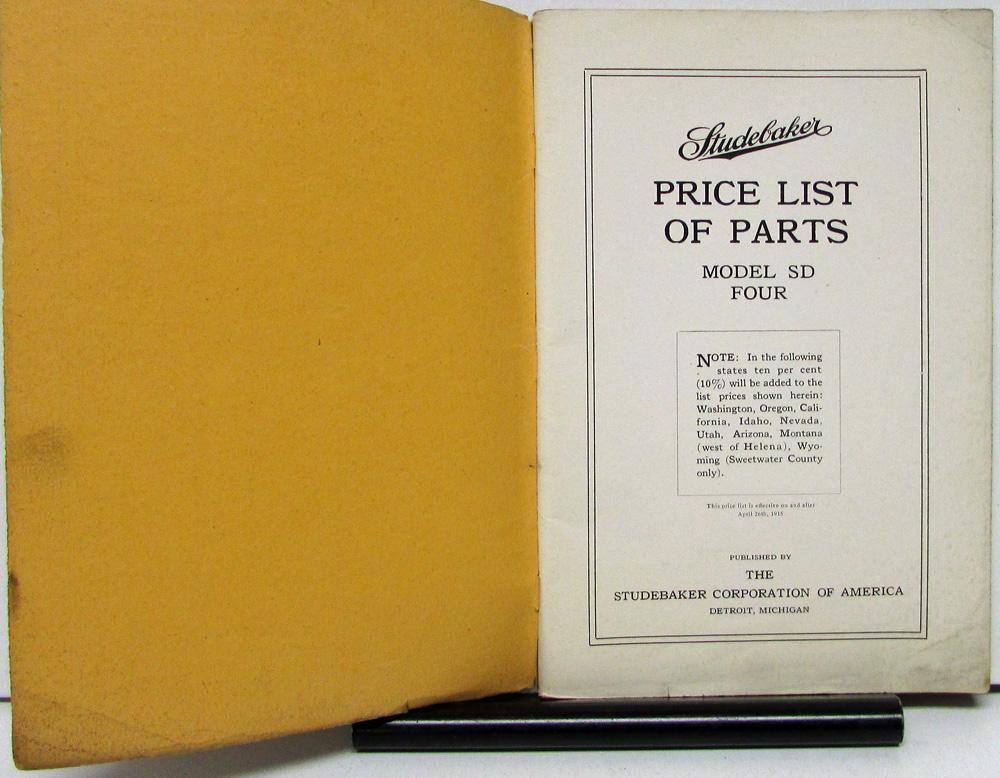 Studebaker
PRICE LIST
OF PARTS
MODEL SD
FOUR
NOTE: In the following
states ten per cent
(10%) will be added to the
list prices shown herein:
Washington, Oregon, Cali-
fornia, Idaho, Nevada,
Utah, Arizona, Montana
(west of Helena), Wyo-
ming (Sweetwater County
only).
This price list is effective on and after
April 26th, 1915
PUBLISHED BY
THE
STUDEBAKER CORPORATION OF AMERICA
DETROIT, MICHIGAN